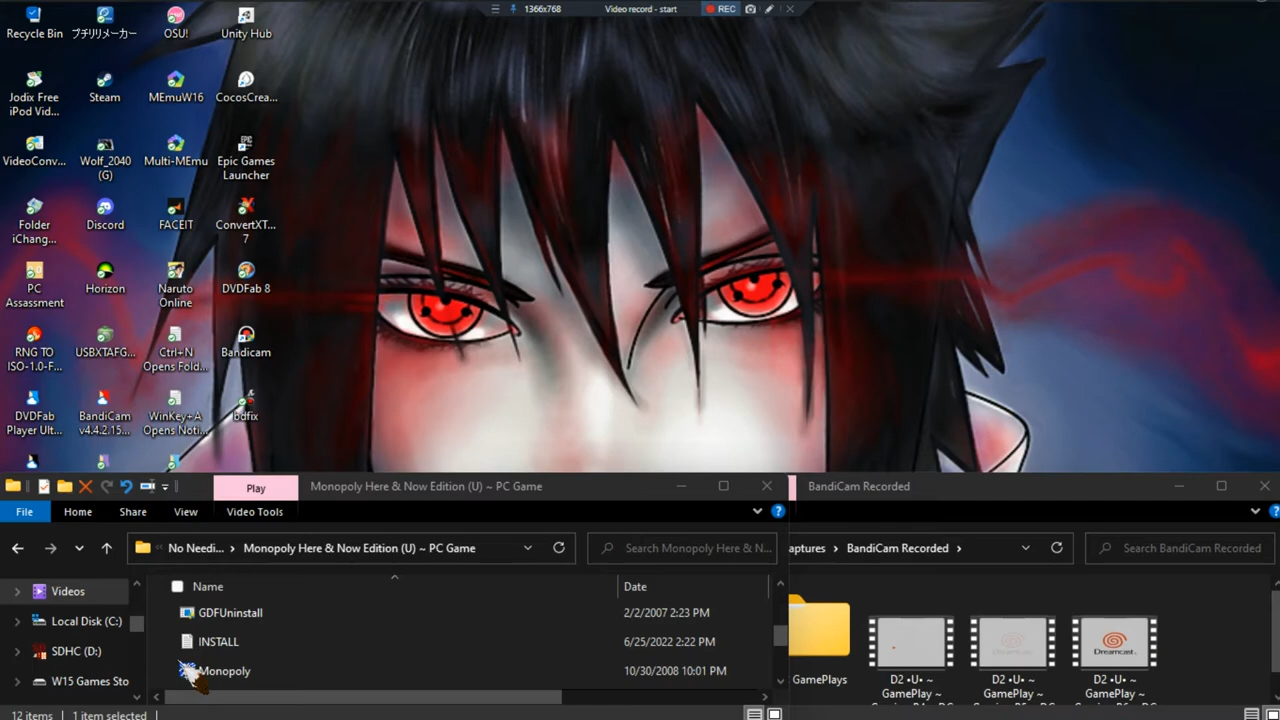 1366x768
Video record - start
REC
Recycle Bin
プチリメーカー
OSU!
Unity Hub
Jodix Free
iPod Vid...
Steam
MEmuW16
CocosCrea...
VideoConv...
Wolf_2040
(G)
Multi-MEmu
Epic Games
Launcher
Folder
iChang...
Discord
FACEIT
ConvertXT...
7
PC
Assassment
Horizon
Naruto
Online
DVDFab 8
RNG TO
ISO-1.0-F...
USBXTAFG...
Ctrl+N
Opens Fold...
Bandicam
DVDFab
Player Ult...
BandiCam
v4.4.2.15...
WinKey+A
Opens Noti...
bdfix
Play
Monopoly Here & Now Edition (U) ~ PC Game
File
Home
Share
View
Video Tools
No Needi...
Monopoly Here & Now Edition (U) ~ PC Game
Search Monopoly Here & N...
Videos
Local Disk (C:)
SDHC (D:)
W15 Games Sto
Name
Date
GDFUninstall
2/2/2007 2:23 PM
INSTALL
6/25/2022 2:22 PM
Monopoly
10/30/2008 10:01 PM
12 items
1 item selected
BandiCam Recorded
aptures
BandiCam Recorded
Search BandiCam Recorded
GamePlays
Dreamcast
Dreamcast
D2 •U• ~
GamePlay ~
D2 •U• ~
GamePlay ~
D2 •U• ~
GamePlay ~